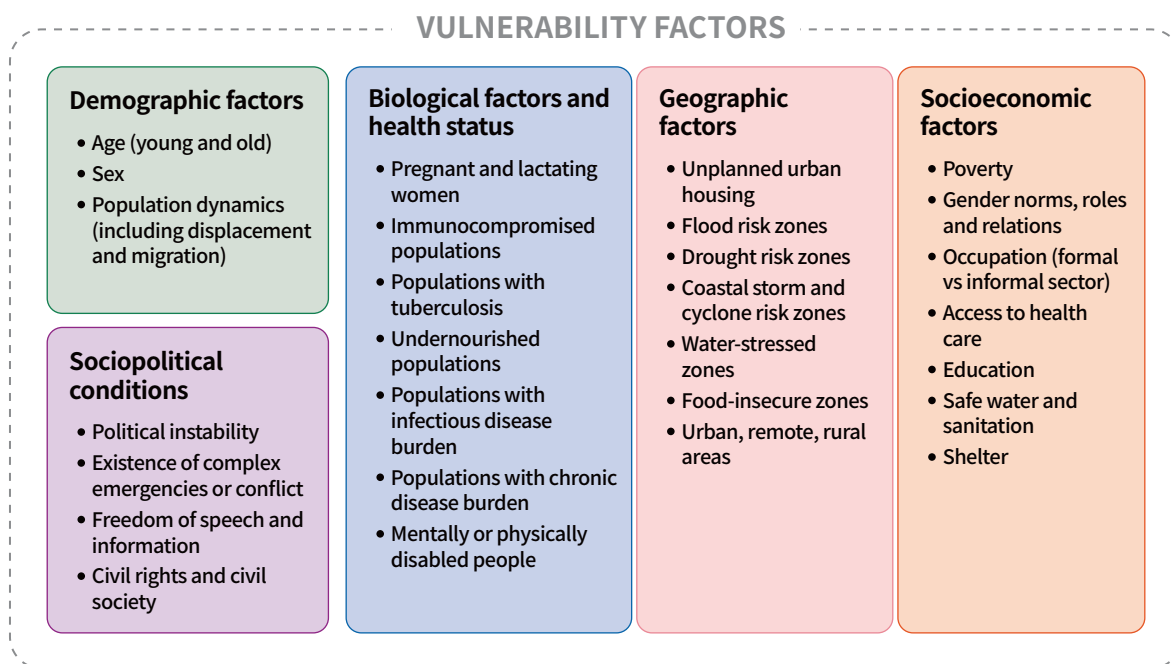 VULNERABILITY FACTORS
Demographic factors
• Age (young and old)
• Sex
• Population dynamics
(including displacement
and migration)
Sociopolitical
conditions
• Political instability
• Existence of complex
emergencies or conflict
• Freedom of speech and
information
• Civil rights and civil
society
Biological factors and
health status
• Pregnant and lactating
women
• Immunocompromised
populations
• Populations with
tuberculosis
• Undernourished
populations
• Populations with
infectious disease
burden
• Populations with chronic
disease burden
• Mentally or physically
disabled people
Geographic
factors
• Unplanned urban
housing
• Flood risk zones
• Drought risk zones
• Coastal storm and
cyclone risk zones
• Water-stressed
zones
• Food-insecure zones
• Urban, remote, rural
areas
Socioeconomic
factors
• Poverty
• Gender norms, roles
and relations
• Occupation (formal
vs informal sector)
• Access to health
care
• Education
• Safe water and
sanitation
• Shelter